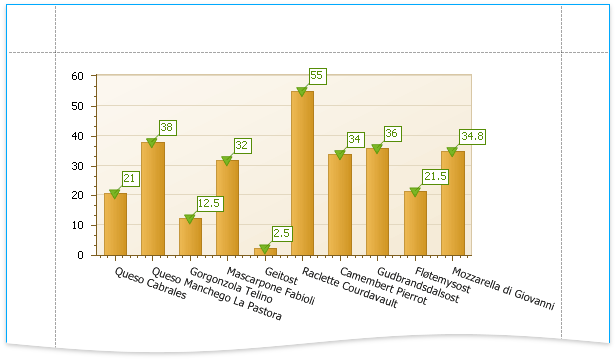 60
50
40
30
20
10
0
21
38
12.5
32
2.5
55
34
36
21.5
34.8
Queso Cabrales
Queso Manchego La Pastora
Gorgonzola Telino
Mascarpone Fabioli
Geitost
Raclette Courdavault
Camembert Pierrot
Gudbrandsdalsost
Fløtemysost
Mozzarella di Giovanni